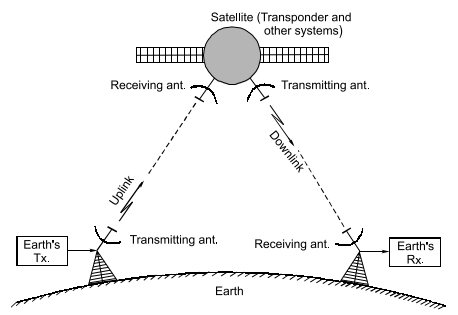 Satellite (Transponder and
other systems)
Receiving ant.
Transmitting ant.
Uplink
Downlink
Earth's
Tx.
Transmitting ant.
Receiving ant.
Earth's
Rx.
Earth